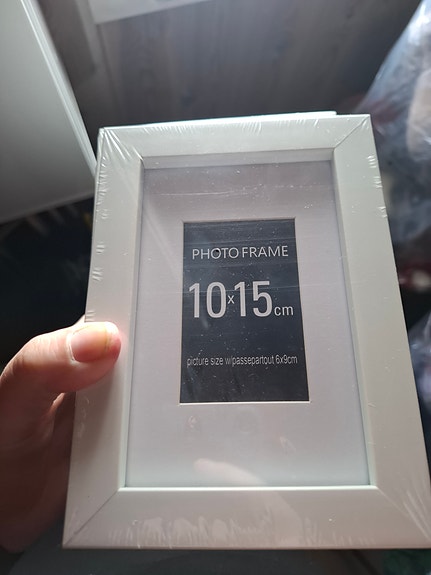 PHOTO FRAME
10x15cm
picture size w/passepartout 6x9cm